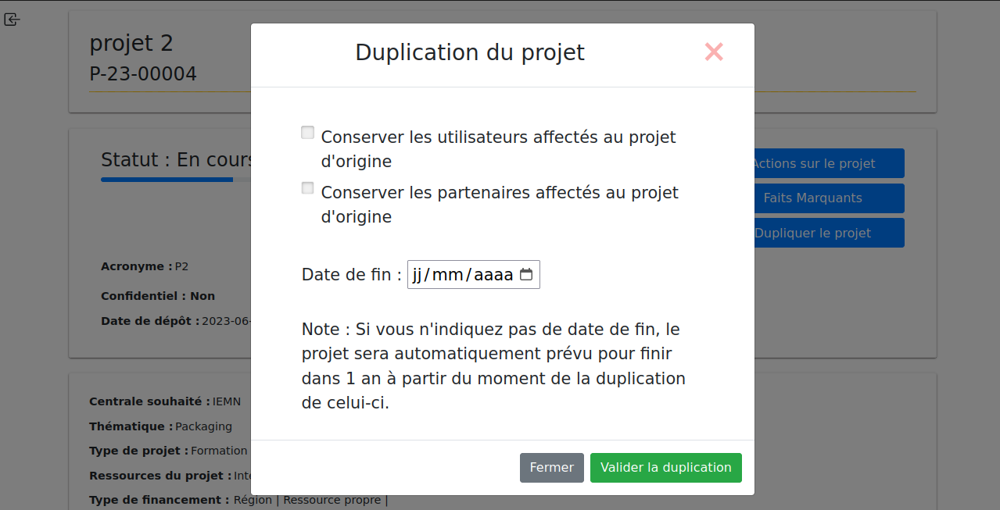 projet 2
P-23-00004
Duplication du projet
Conserver les utilisateurs affectés au projet
d'origine
Conserver les partenaires affectés au projet
d'origine
Date de fin : jj/mm/aaaa
Note : Si vous n'indiquez pas de date de fin, le
projet sera automatiquement prévu pour finir
dans 1 an à partir du moment de la duplication
de celui-ci.
Fermer
Valider la duplication
Statut : En cours
Actions sur le projet
Faits Marquants
Dupliquer le projet
Acronyme : P2
Confidentiel : Non
Date de dépôt : 2023-06-
Centrale souhaité : IEMN
Thématique : Packaging
Type de projet : Formation
Ressources du projet : Inte
Type de financement : Région | Ressource propre |